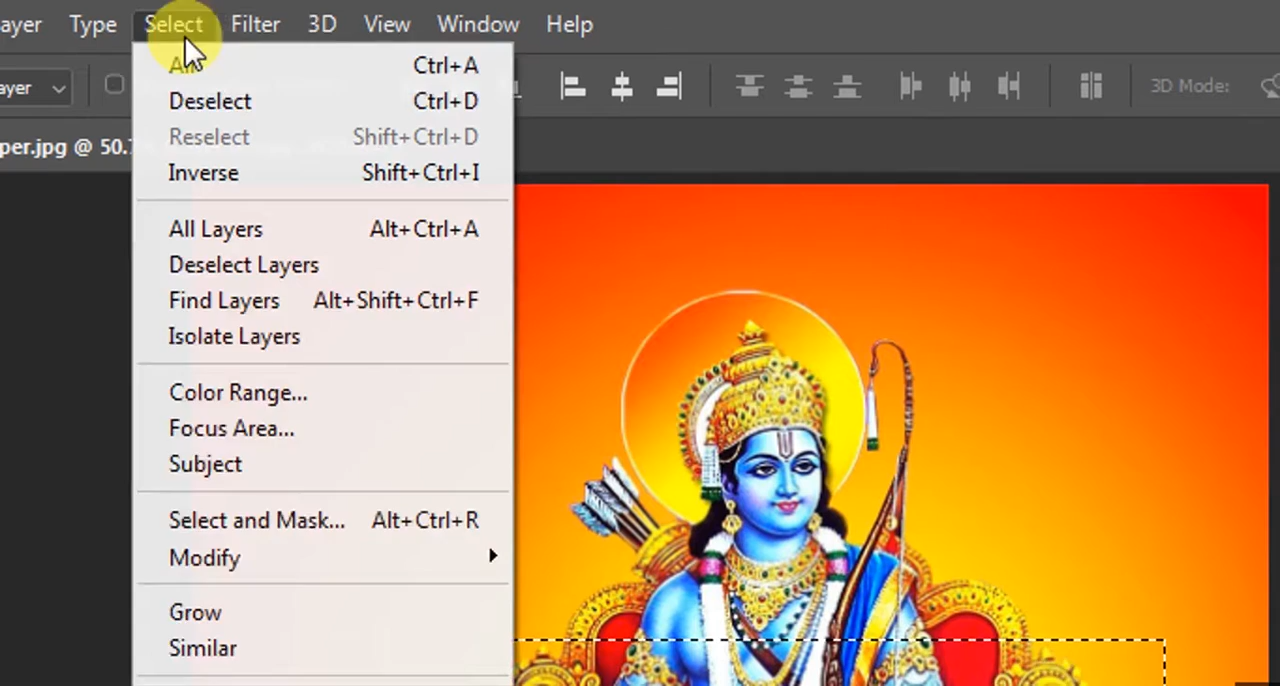 ayer Type Select Filter 3D View Window Help
ayer 3D Mode:
per.jpg @ 50.
All Ctrl+A
Deselect Ctrl+D
Reselect Shift+Ctrl+D
Inverse Shift+Ctrl+I
All Layers Alt+Ctrl+A
Deselect Layers
Find Layers Alt+Shift+Ctrl+F
Isolate Layers
Color Range...
Focus Area...
Subject
Select and Mask... Alt+Ctrl+R
Modify
Grow
Similar